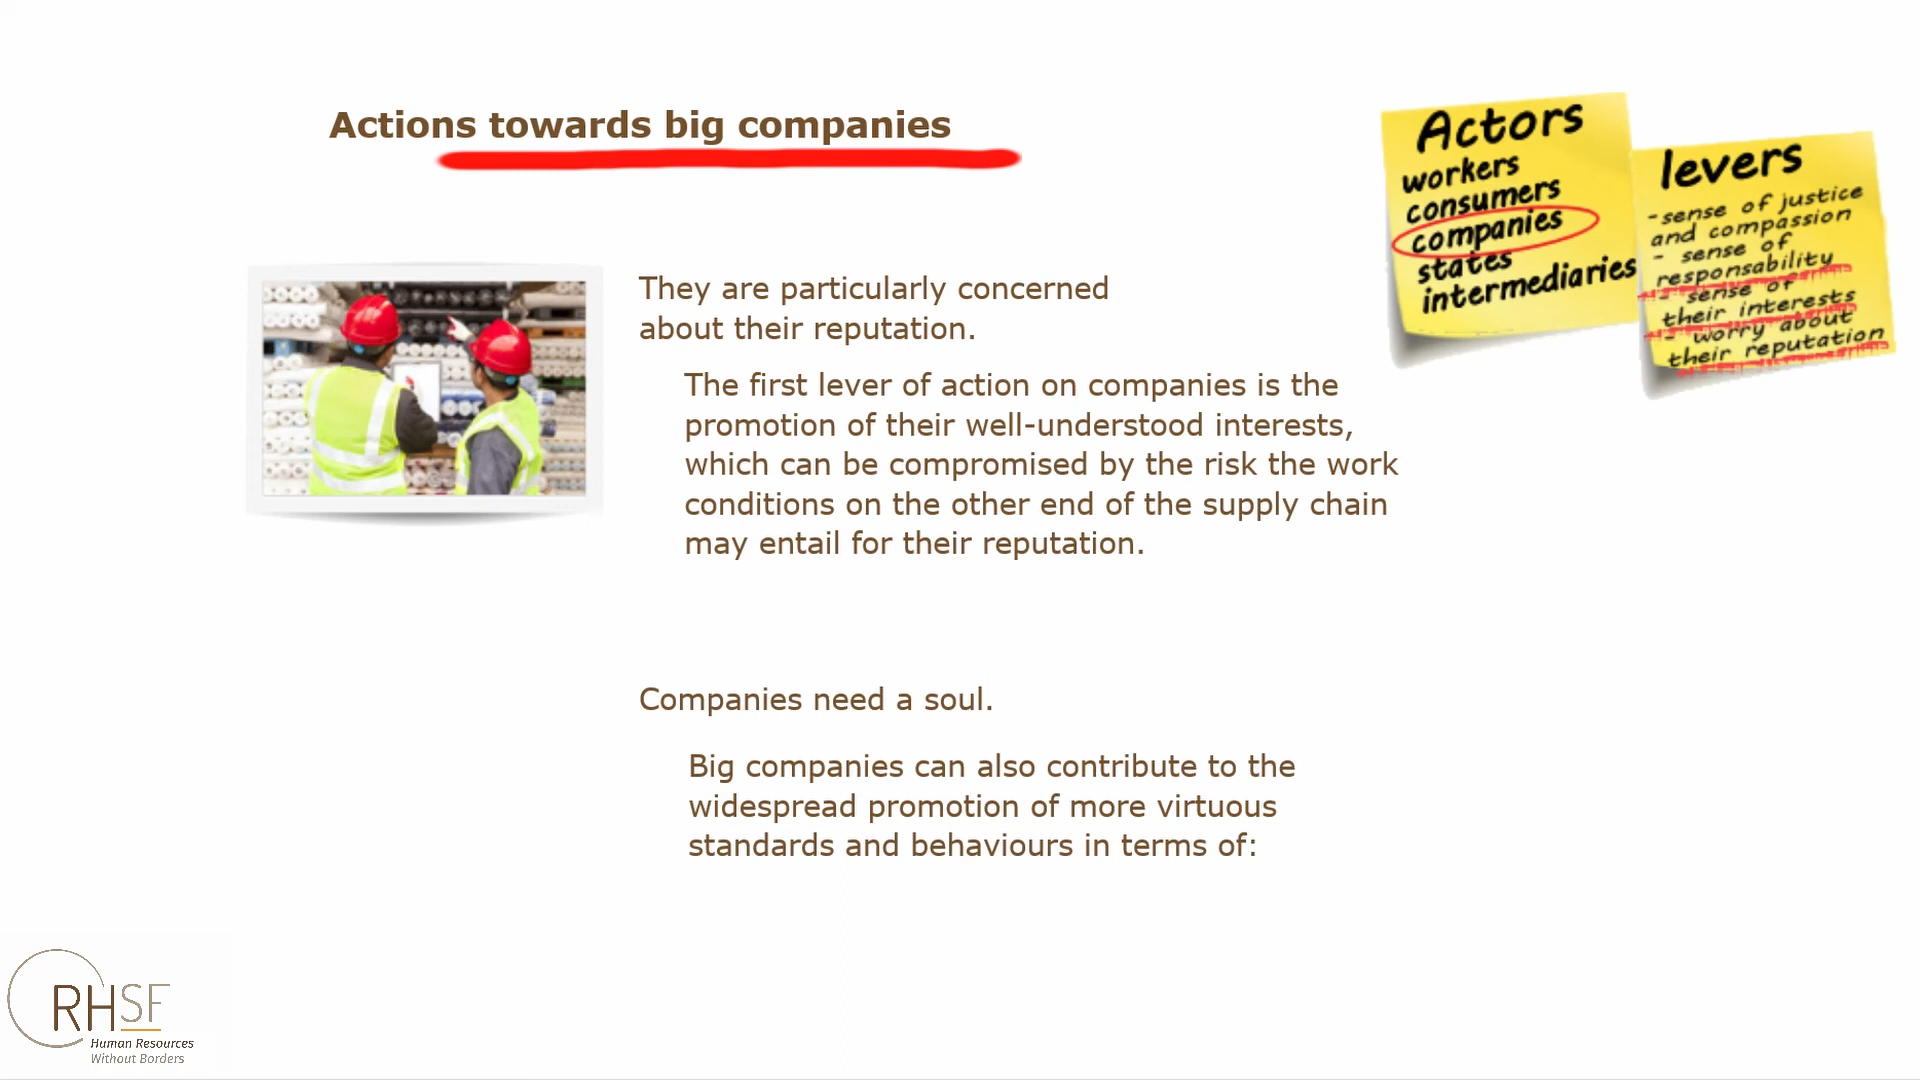 Actions towards big companies
They are particularly concerned
about their reputation.
The first lever of action on companies is the
promotion of their well-understood interests,
which can be compromised by the risk the work
conditions on the other end of the supply chain
may entail for their reputation.
Companies need a soul.
Big companies can also contribute to the
widespread promotion of more virtuous
standards and behaviours in terms of:
Actors
workers
consumers
companies
states
intermediaries
levers
-sense of justice
and compassion
- sense of
responsability
- sense of
their interests
- worry about
their reputation
RHSF
Human Resources
Without Borders